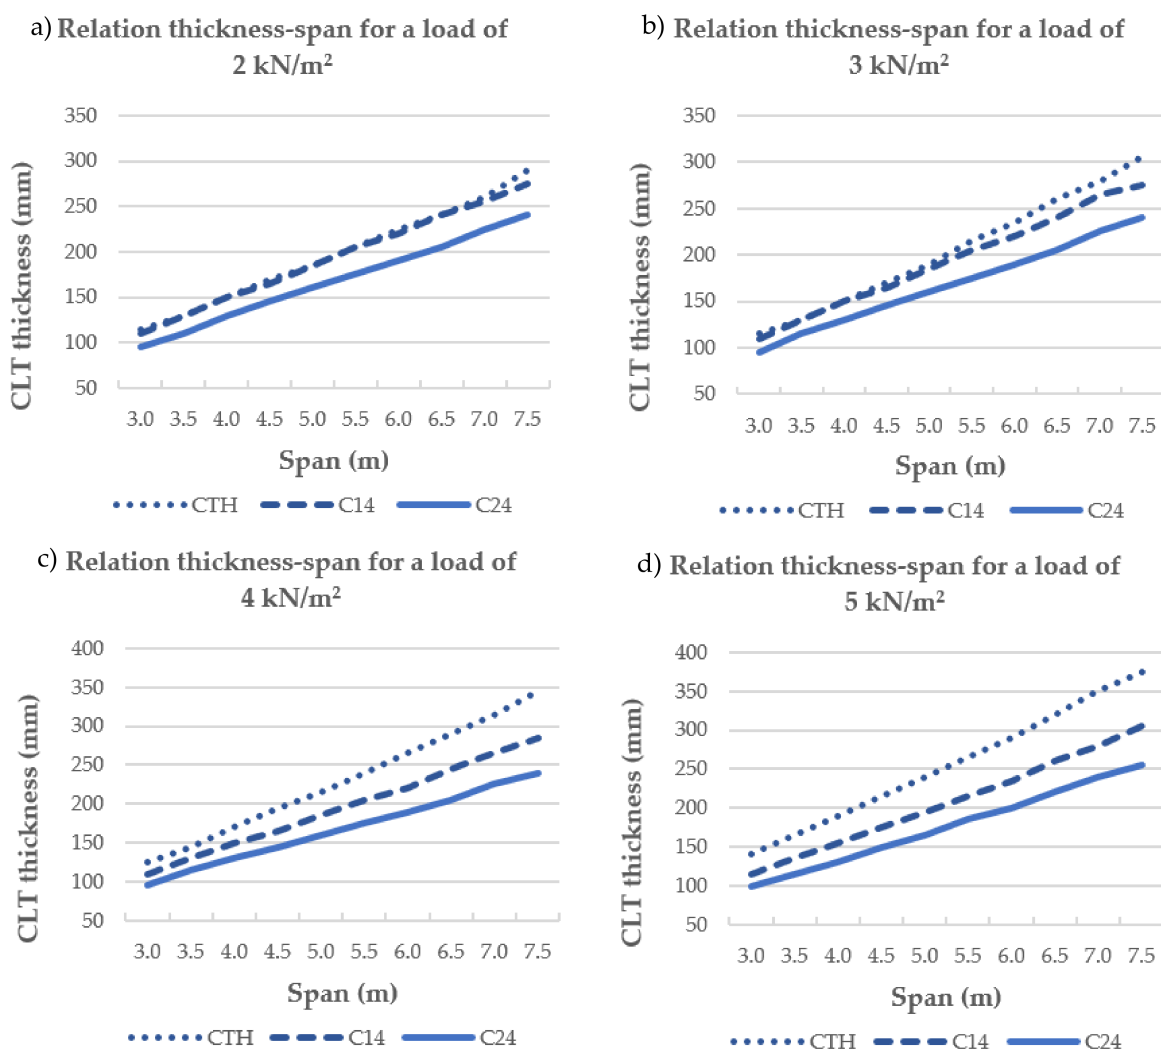 a) Relation thickness-span for a load of
2 kN/m²
350
300
250
200
150
100
50
CLT thickness (mm)
3.0 3.5 4.0 4.5 5.0 5.5 6.0 6.5 7.0 7.5
Span (m)
CTH C14 C24
b) Relation thickness-span for a load of
3 kN/m²
350
300
250
200
150
100
50
CLT thickness (mm)
3.0 3.5 4.0 4.5 5.0 5.5 6.0 6.5 7.0 7.5
Span (m)
CTH C14 C24
c) Relation thickness-span for a load of
4 kN/m²
400
350
300
250
200
150
100
50
CLT thickness (mm)
3.0 3.5 4.0 4.5 5.0 5.5 6.0 6.5 7.0 7.5
Span (m)
CTH C14 C24
d) Relation thickness-span for a load of
5 kN/m²
400
350
300
250
200
150
100
50
CLT thickness (mm)
3.0 3.5 4.0 4.5 5.0 5.5 6.0 6.5 7.0 7.5
Span (m)
CTH C14 C24